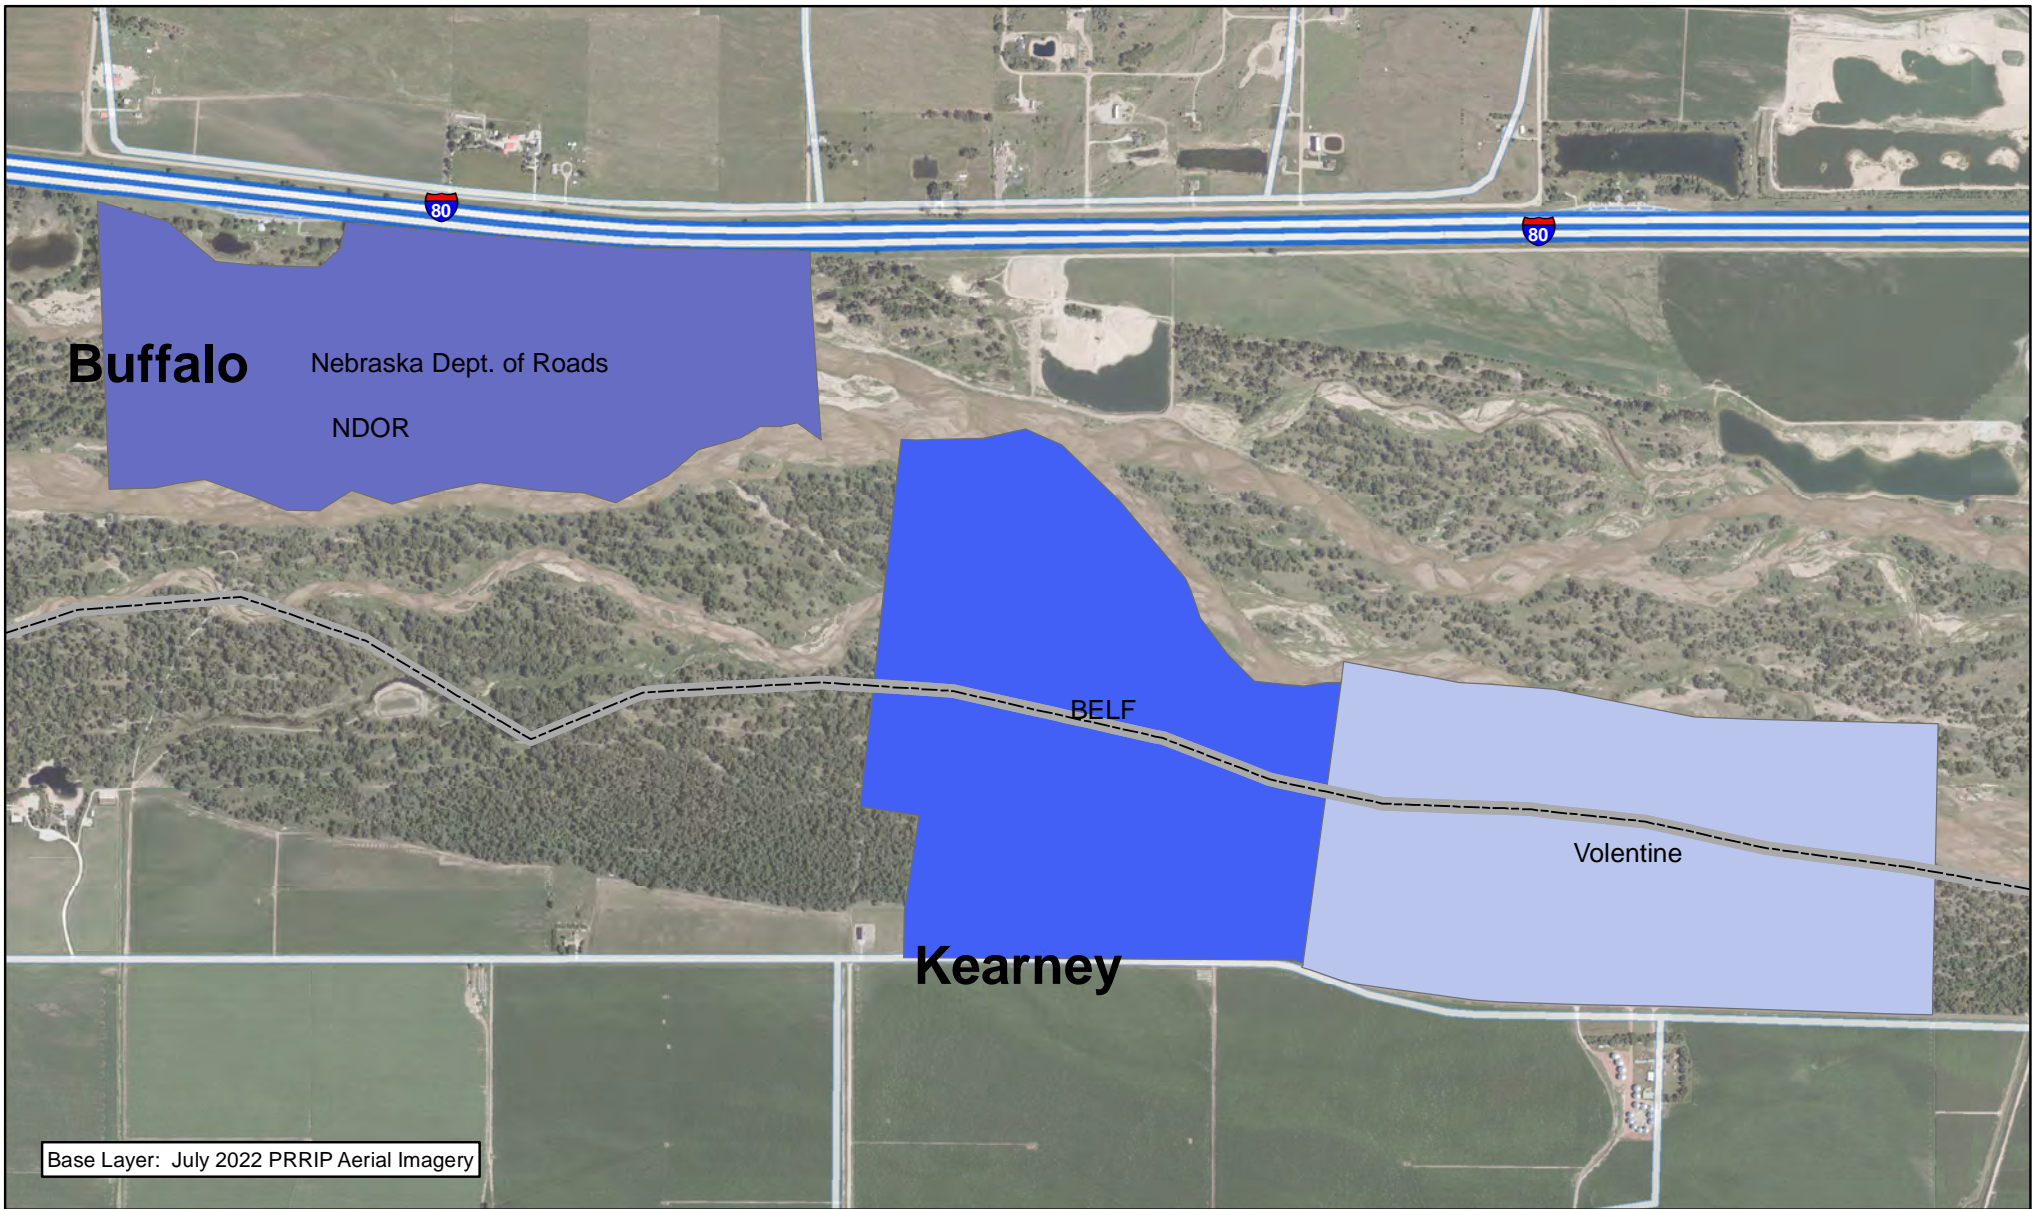 80
80
Buffalo
Nebraska Dept. of Roads
NDOR
BELF
Volentine
Kearney
Base Layer: July 2022 PRRIP Aerial Imagery